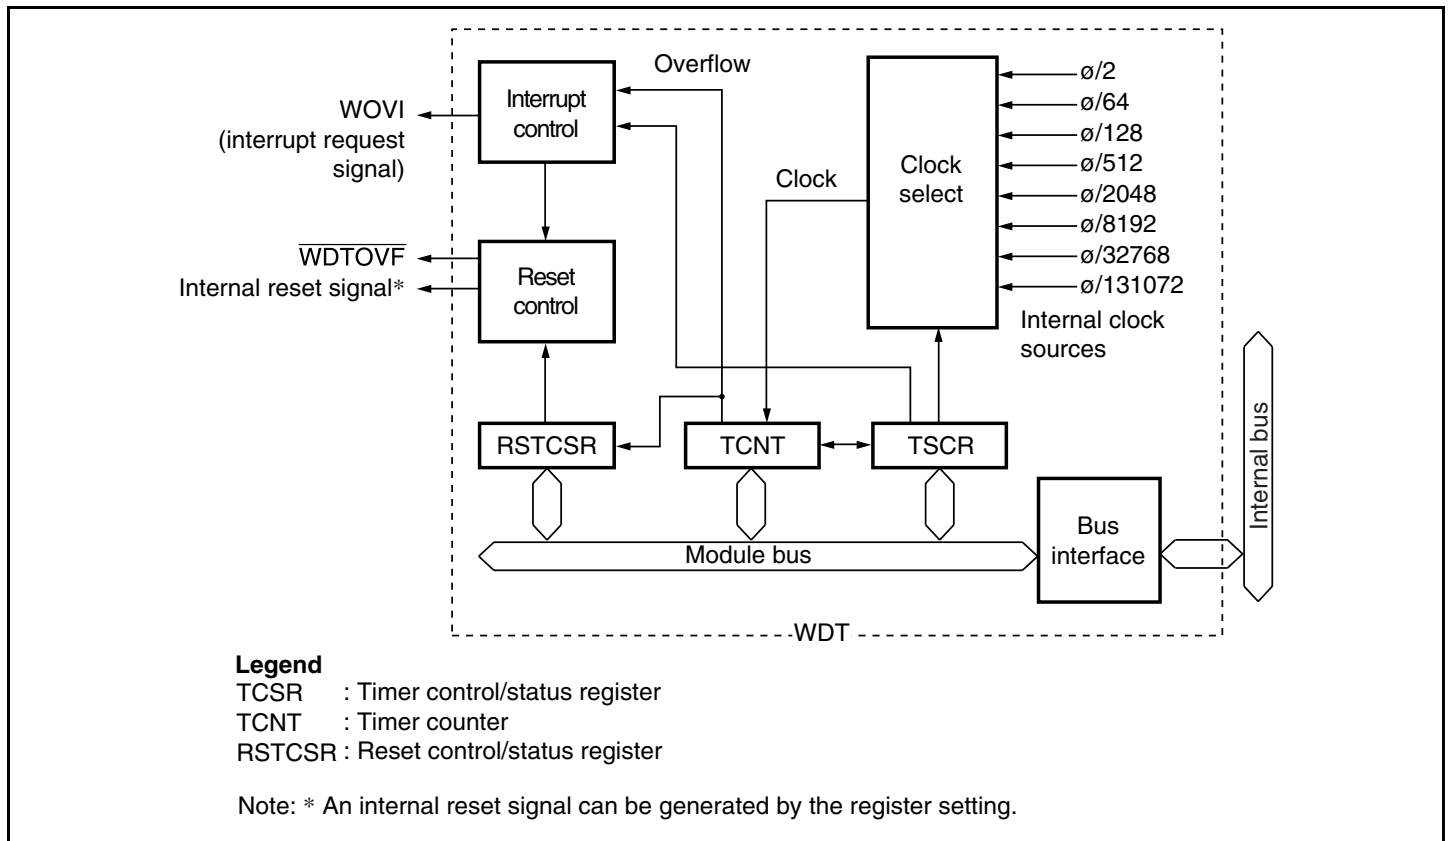 Overflow
Interrupt
control
WOVI
(interrupt request
signal)
Clock
Clock
select
ø/2
ø/64
ø/128
ø/512
ø/2048
ø/8192
ø/32768
ø/131072
Internal clock
sources
WDTOVF
Internal reset signal*
Reset
control
RSTCSR
TCNT
TSCR
Module bus
Bus
interface
Internal bus
WDT
Legend
TCSR : Timer control/status register
TCNT : Timer counter
RSTCSR : Reset control/status register
Note: * An internal reset signal can be generated by the register setting.